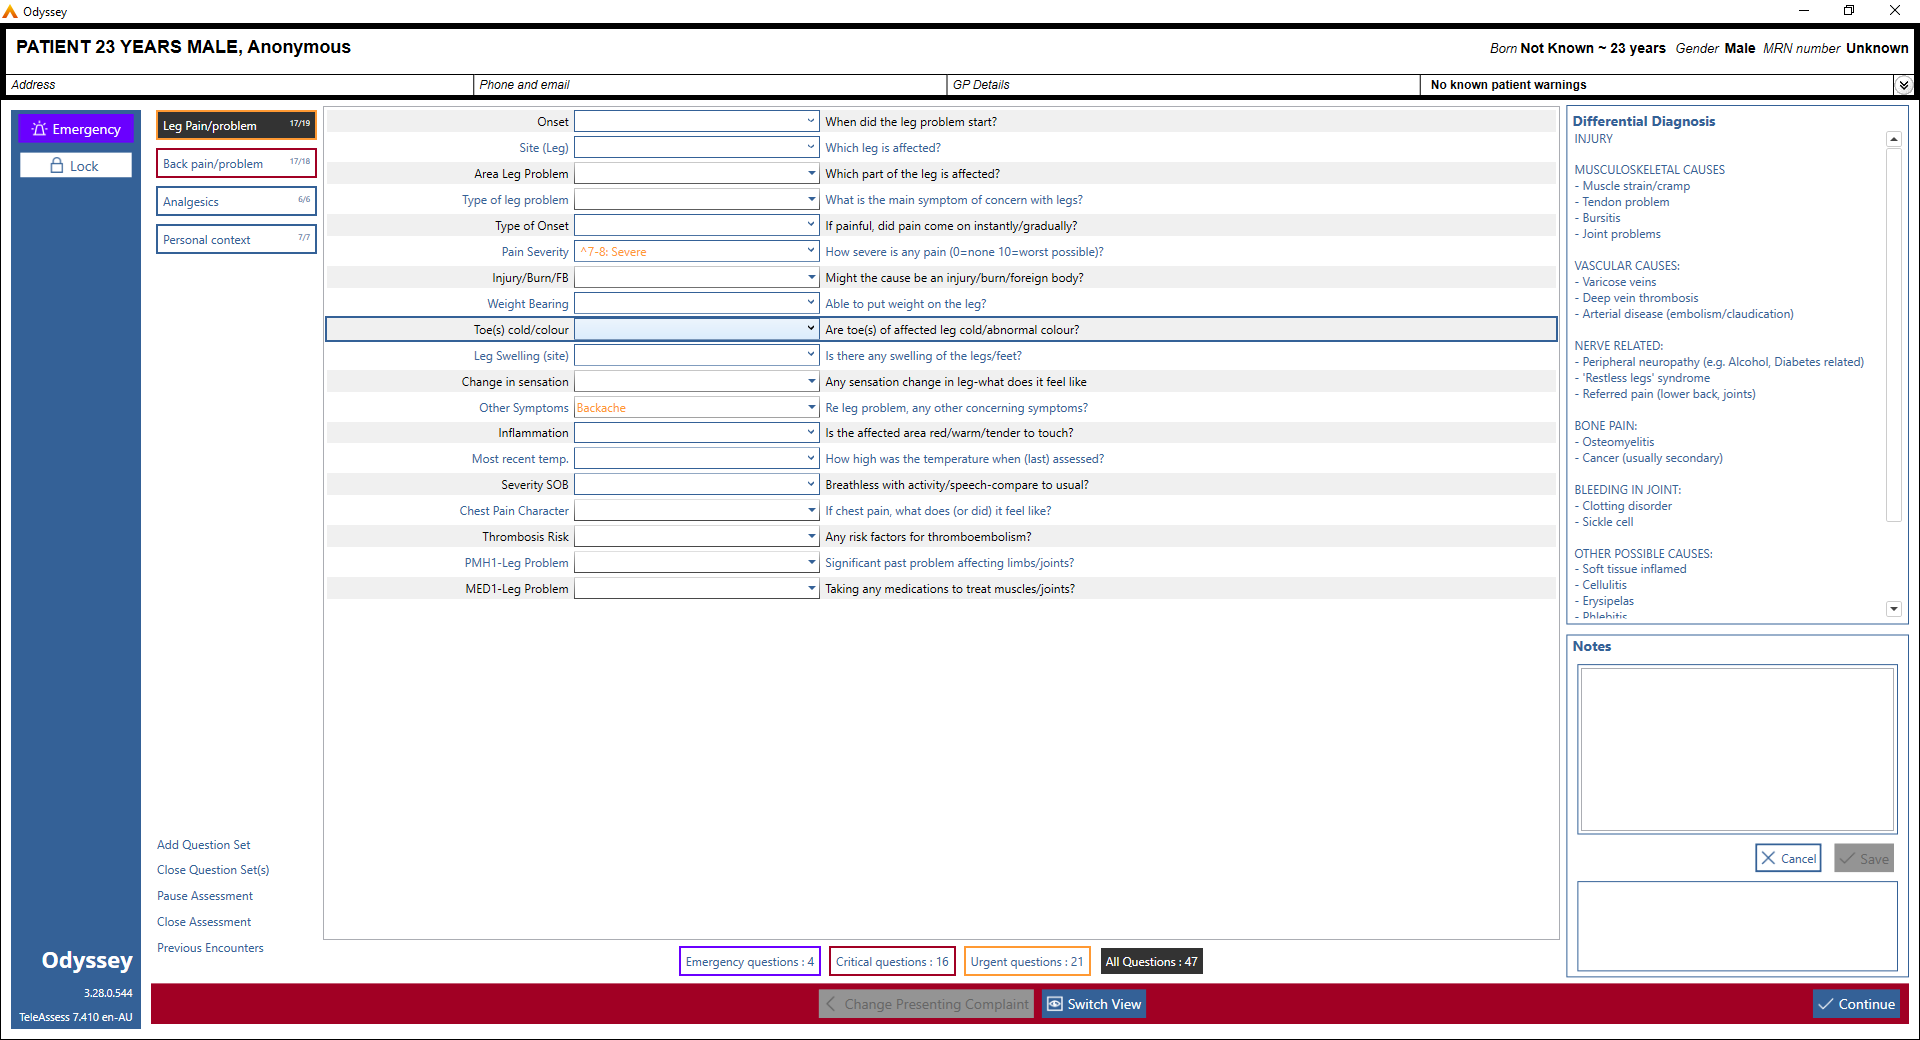 Odyssey
PATIENT 23 YEARS MALE, Anonymous
Born Not Known ~ 23 years Gender Male MRN number Unknown
Address
Phone and email
GP Details
No known patient warnings
Emergency
Lock
Leg Pain/problem 17/19
Back pain/problem 17/18
Analgesics 6/6
Personal context 7/7
Onset When did the leg problem start?
Site (Leg) Which leg is affected?
Area Leg Problem Which part of the leg is affected?
Type of leg problem What is the main symptom of concern with legs?
Type of Onset If painful, did pain come on instantly/gradually?
Pain Severity ^7-8: Severe How severe is any pain (0=none 10=worst possible)?
Injury/Burn/FB Might the cause be an injury/burn/foreign body?
Weight Bearing Able to put weight on the leg?
Toe(s) cold/colour Are toe(s) of affected leg cold/abnormal colour?
Leg Swelling (site) Is there any swelling of the legs/feet?
Change in sensation Any sensation change in leg-what does it feel like
Other Symptoms Backache Re leg problem, any other concerning symptoms?
Inflammation Is the affected area red/warm/tender to touch?
Most recent temp. How high was the temperature when (last) assessed?
Severity SOB Breathless with activity/speech-compare to usual?
Chest Pain Character If chest pain, what does (or did) it feel like?
Thrombosis Risk Any risk factors for thromboembolism?
PMH1-Leg Problem Significant past problem affecting limbs/joints?
MED1-Leg Problem Taking any medications to treat muscles/joints?
Differential Diagnosis
INJURY
MUSCULOSKELETAL CAUSES
- Muscle strain/cramp
- Tendon problem
- Bursitis
- Joint problems
VASCULAR CAUSES:
- Varicose veins
- Deep vein thrombosis
- Arterial disease (embolism/claudication)
NERVE RELATED:
- Peripheral neuropathy (e.g. Alcohol, Diabetes related)
- 'Restless legs' syndrome
- Referred pain (lower back, joints)
BONE PAIN:
- Osteomyelitis
- Cancer (usually secondary)
BLEEDING IN JOINT:
- Clotting disorder
- Sickle cell
OTHER POSSIBLE CAUSES:
- Soft tissue inflamed
- Cellulitis
- Erysipelas
- Phlebitis
Notes
Cancel
Save
Add Question Set
Close Question Set(s)
Pause Assessment
Close Assessment
Previous Encounters
Odyssey
3.28.0.544
TeleAssess 7.410 en-AU
Emergency questions : 4
Critical questions : 16
Urgent questions : 21
All Questions : 47
Change Presenting Complaint
Switch View
Continue